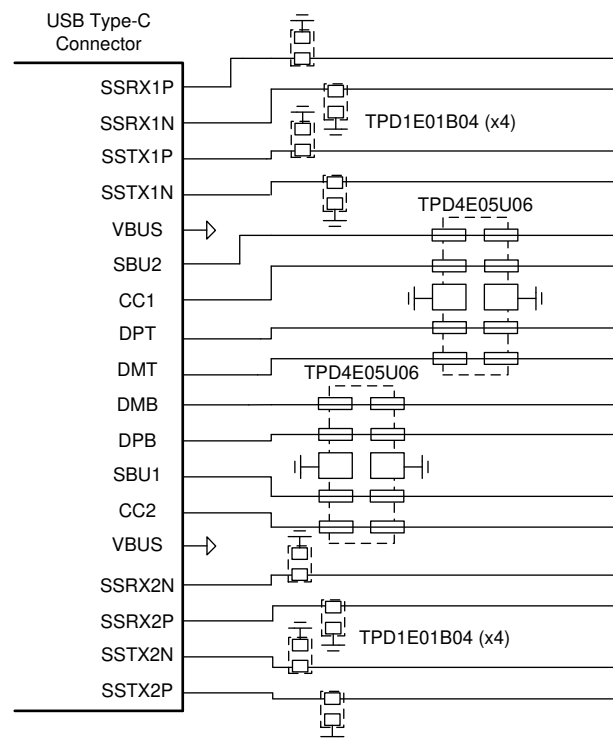 USB Type-C
Connector
SSRX1P
SSRX1N
TPD1E01B04 (x4)
SSTX1P
SSTX1N
TPD4E05U06
VBUS
SBU2
CC1
DPT
DMT
TPD4E05U06
DMB
DPB
SBU1
CC2
VBUS
SSRX2N
SSRX2P
TPD1E01B04 (x4)
SSTX2N
SSTX2P